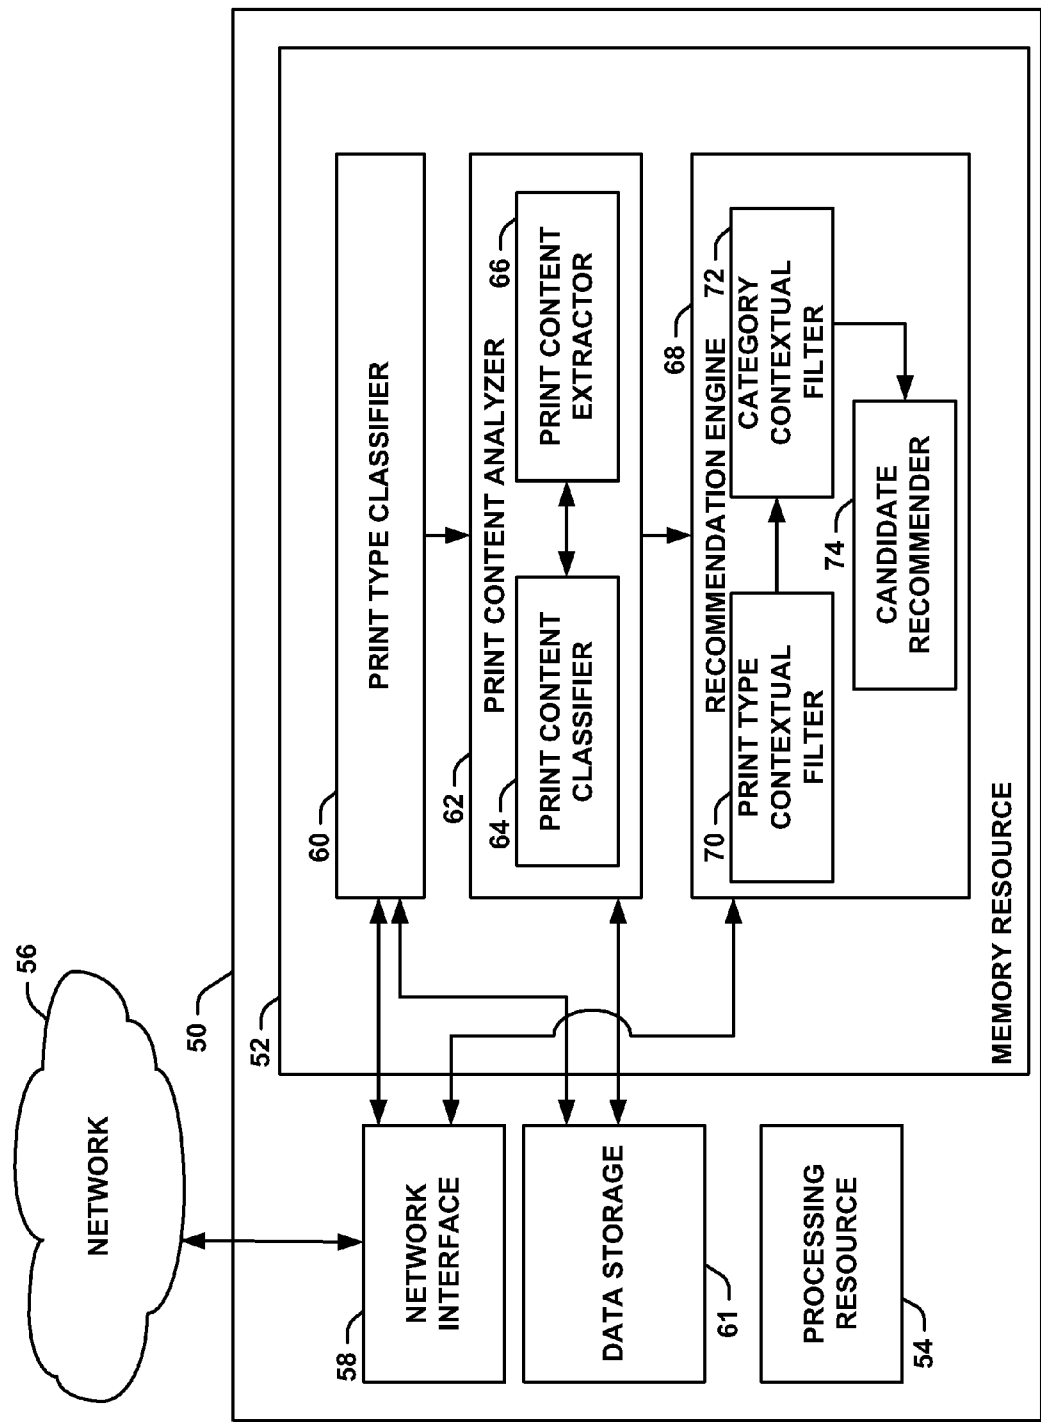 56
NETWORK
50
52
58
NETWORK
INTERFACE
DATA STORAGE
61
PROCESSING
RESOURCE
54
60
PRINT TYPE CLASSIFIER
62
PRINT CONTENT ANALYZER
64
PRINT CONTENT
CLASSIFIER
66
PRINT CONTENT
EXTRACTOR
68
RECOMMENDATION ENGINE
70
PRINT TYPE
CONTEXTUAL
FILTER
72
CATEGORY
CONTEXTUAL
FILTER
74
CANDIDATE
RECOMMENDER
MEMORY RESOURCE